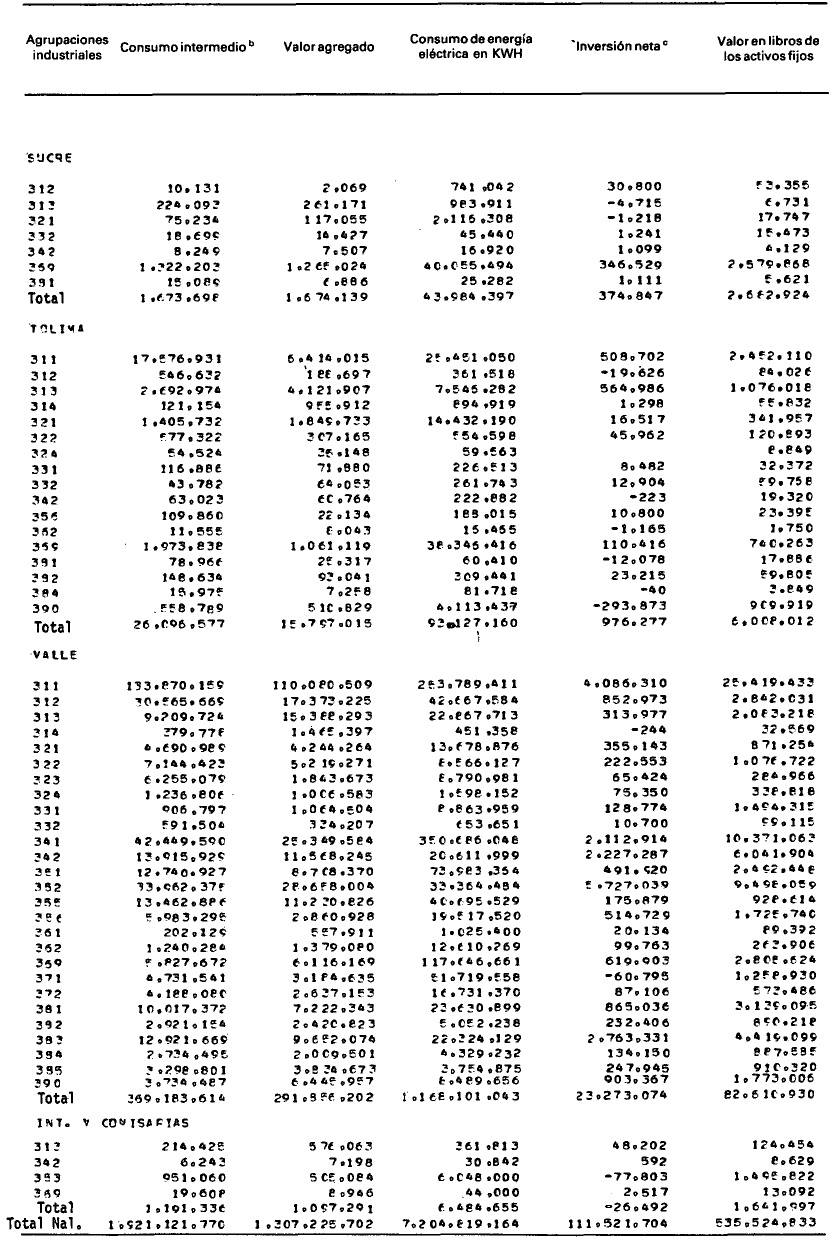 Agrupaciones industriales Consumo intermedio b Valor agregado Consumo de energía eléctrica en KWH Inversión neta c Valor en libros de los activos fijos
SUCRE
312 10.131 2.069 741.042 30.800 53.355
313 224.093 261.171 983.911 -4.715 6.731
321 75.234 117.055 2.116.308 -1.218 17.747
332 18.699 14.427 45.440 1.241 15.473
342 8.249 7.507 16.920 1.099 4.129
369 1.322.203 1.265.024 40.055.494 346.529 2.579.868
381 15.089 6.886 25.282 1.111 5.621
Total 1.673.698 1.674.139 43.984.397 374.847 2.682.924
TOLIMA
311 17.576.931 6.414.015 25.451.050 508.702 2.452.110
312 546.632 188.697 361.518 -19.626 84.026
313 2.692.974 4.121.907 7.546.282 564.986 1.076.018
314 121.154 955.912 894.919 1.298 55.832
321 1.405.732 1.849.733 14.432.190 16.517 341.957
322 577.322 307.165 554.598 45.962 120.893
324 54.524 36.148 59.563 8.849
331 116.886 71.880 226.513 8.482 32.372
332 43.782 64.053 261.743 12.904 59.758
342 63.023 60.764 222.882 -223 19.320
356 109.860 22.134 188.015 10.800 23.395
362 11.555 8.043 15.465 -1.165 1.750
369 1.973.838 1.061.119 38.346.416 110.416 740.263
381 78.966 25.317 60.410 -12.078 17.886
382 148.634 93.041 309.441 23.215 59.805
384 15.975 7.258 81.718 -40 3.849
390 558.789 510.829 4.113.437 -293.873 909.919
Total 26.096.577 15.797.015 93.127.160 976.277 6.008.012
VALLE
311 133.870.159 110.080.509 253.789.411 4.086.310 25.419.433
312 30.565.669 17.373.225 42.667.584 852.973 2.842.031
313 9.209.724 15.388.293 22.867.713 313.977 2.083.218
314 379.776 1.465.397 451.358 -244 32.569
321 4.690.989 4.244.264 13.678.876 355.143 871.254
322 7.144.423 5.219.271 6.566.127 222.553 1.076.722
323 6.255.079 1.843.673 8.790.981 65.424 284.966
324 1.236.806 1.006.583 1.598.152 75.350 338.818
331 906.797 1.064.504 8.863.959 128.774 1.494.315
332 591.504 334.207 653.651 10.700 59.115
341 42.449.590 25.349.584 350.686.048 2.112.914 10.371.063
342 13.915.929 11.568.245 20.611.999 2.227.287 6.041.904
351 12.740.927 8.768.370 73.983.354 491.520 2.492.446
352 33.962.375 28.658.004 33.364.484 5.727.039 9.498.059
355 13.462.886 11.230.826 40.695.529 175.879 928.614
356 5.983.295 2.860.928 19.517.520 514.729 1.725.740
361 202.129 557.911 1.025.400 20.134 89.392
362 1.240.284 1.379.080 12.610.269 99.763 263.906
369 5.827.672 6.116.169 117.646.661 619.903 2.808.624
371 4.731.541 3.184.635 51.719.558 -60.795 1.258.930
372 4.188.080 2.637.153 16.731.370 87.106 573.486
381 10.017.372 7.222.343 23.630.899 865.036 3.139.095
382 2.921.154 2.420.823 5.052.238 232.406 850.218
383 12.921.669 9.652.074 22.324.129 2.763.331 4.419.099
384 2.734.495 2.009.501 4.329.232 134.150 887.585
385 3.298.801 3.834.673 3.754.875 247.945 910.320
390 3.734.487 6.445.957 6.489.656 903.367 1.773.006
Total 369.183.614 291.856.202 1.168.101.043 23.273.074 82.610.930
INT. Y COMISARIAS
313 214.425 576.063 361.813 48.202 124.454
342 6.243 7.198 30.842 592 8.629
353 951.060 505.084 6.048.000 -77.803 1.495.822
369 19.608 8.946 44.000 2.517 13.092
Total 1.191.336 1.097.291 6.484.655 -26.492 1.641.997
Total Nal. 1.921.121.770 1.307.225.702 7.204.819.164 111.521.704 535.524.833